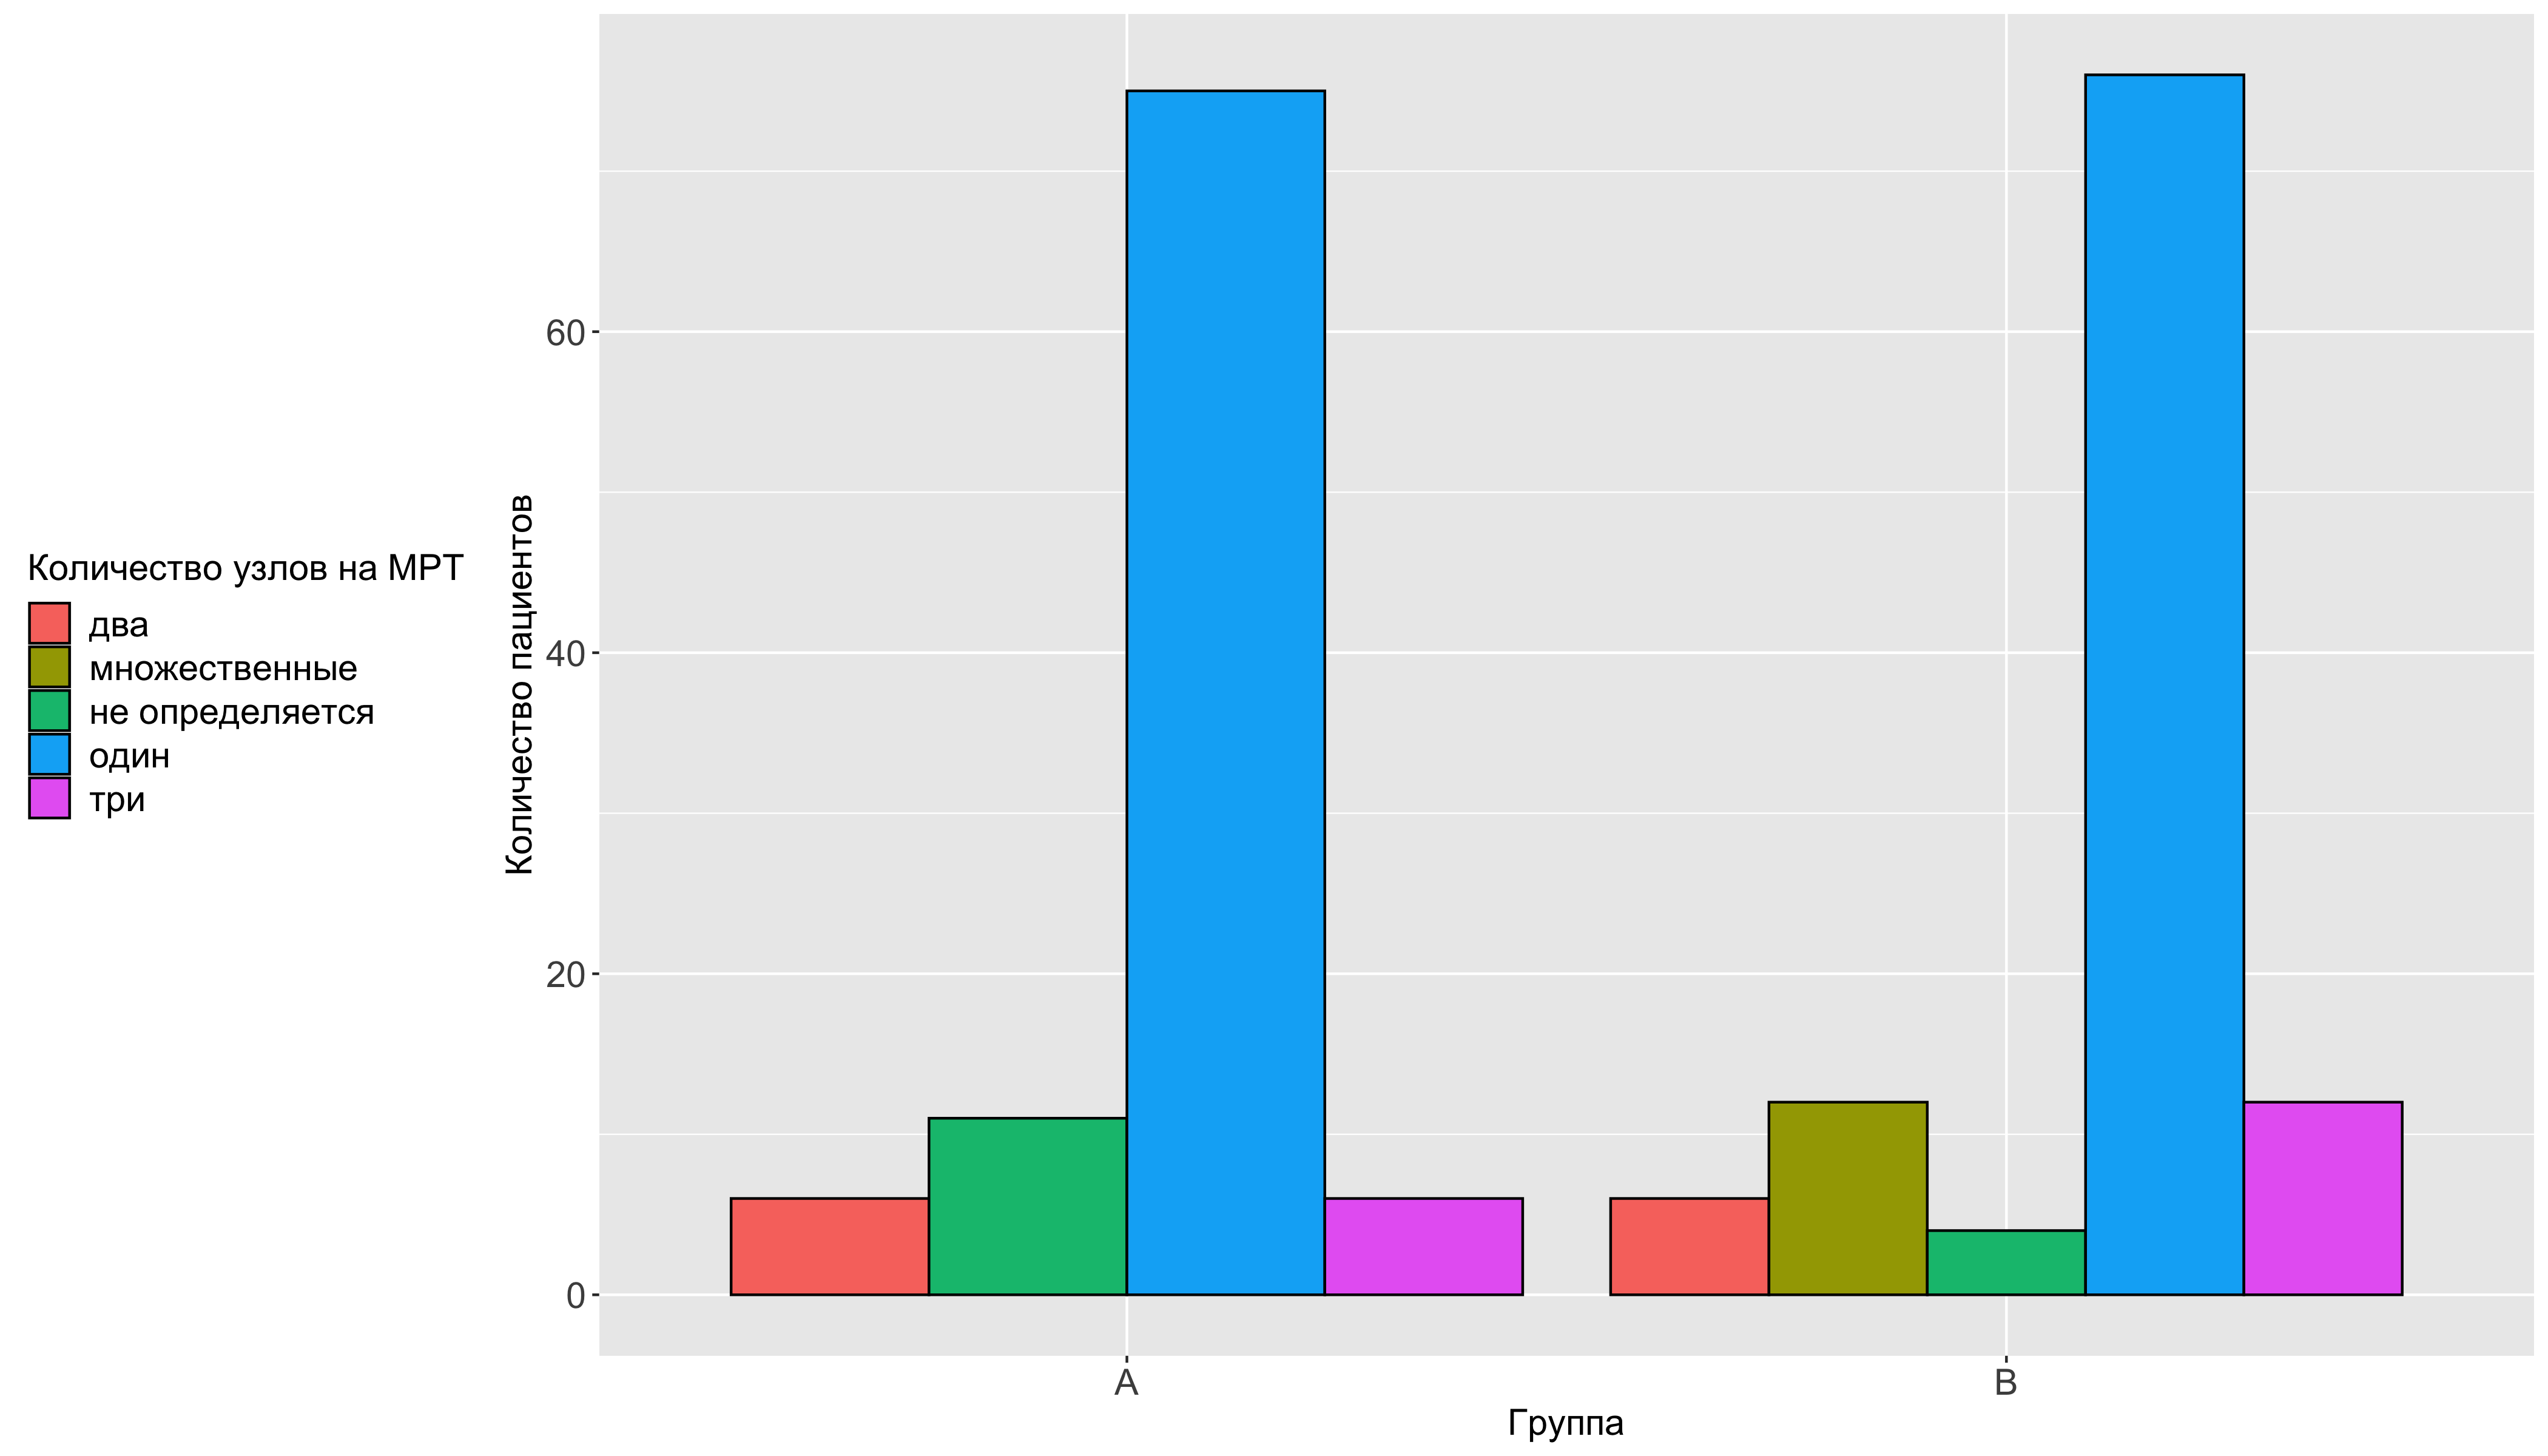 Количество узлов на МРТ
два
множественные
не определяется
один
три
Количество пациентов
60
40
20
0
A
B
Группа